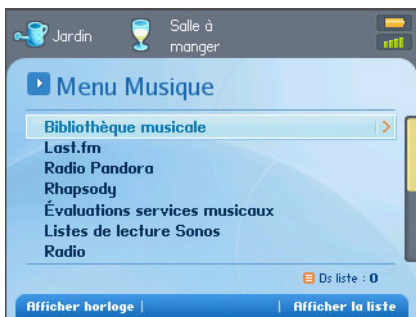 Jardin
Salle à
manger
Menu Musique
Bibliothèque musicale
Last.fm
Radio Pandora
Rhapsody
Évaluations services musicaux
Listes de lecture Sonos
Radio
Ds liste : 0
Afficher horloge
Afficher la liste